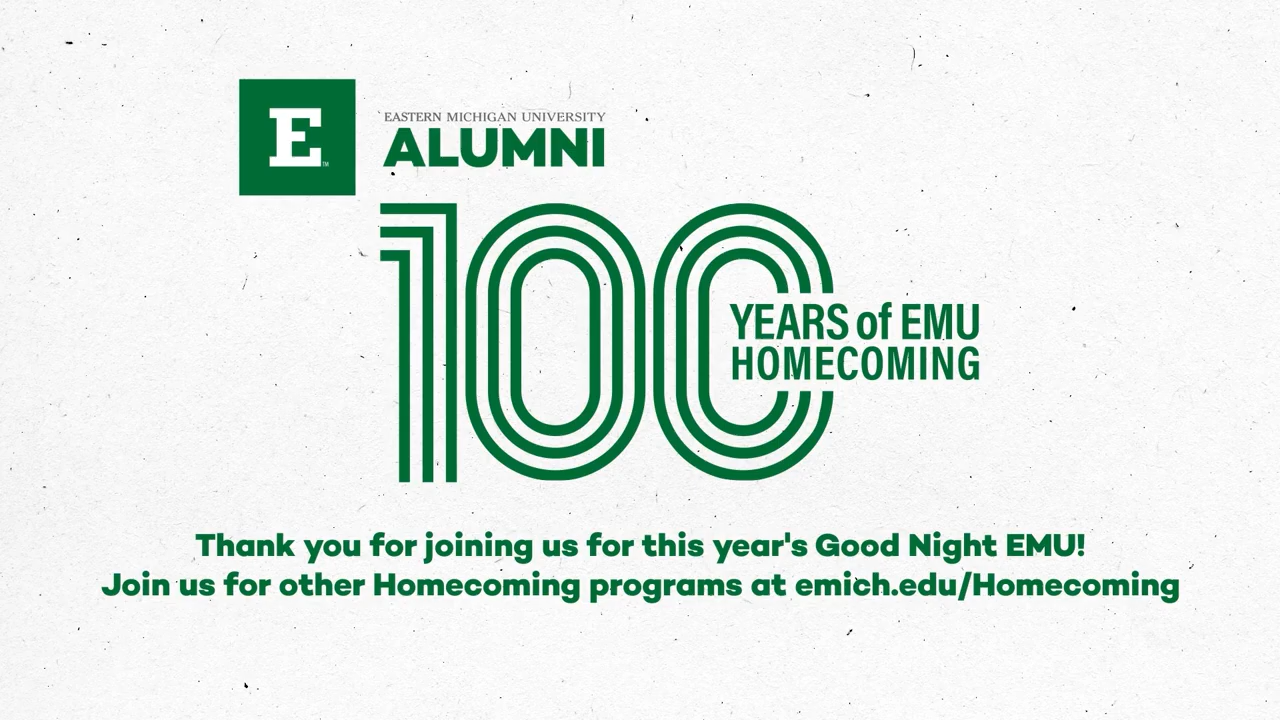 E
TM
EASTERN MICHIGAN UNIVERSITY
ALUMNI
100
YEARS of EMU
HOMECOMING
Thank you for joining us for this year's Good Night EMU!
Join us for other Homecoming programs at emich.edu/Homecoming